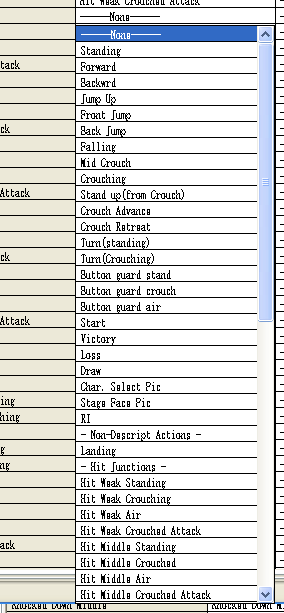 Hit Weak Crouched Attack
-----None-----
-----None-----
Standing
Forward
tack
Backwrd
Jump Up
Front Jump
ck
Back Jump
Falling
Mid Crouch
Crouching
Attack
Stand up(from Crouch)
Crouch Advance
Crouch Retreat
Turn(standing)
ck
Turn(Crouching)
Button guard stand
Button guard crouch
Button guard air
Attack
Start
Victory
Loss
Draw
Char. Select Pic
ing
Stage Face Pic
hing
RI
- Non-Descript Actions -
g
Landing
ng
- Hit Junctions -
Hit Weak Standing
Hit Weak Crouching
Hit Weak Air
Hit Weak Crouched Attack
ack
Hit Middle Standing
Hit Middle Crouched
Hit Middle Air
Hit Middle Crouched Attack
Knocked Down Middle
Knocked Down W